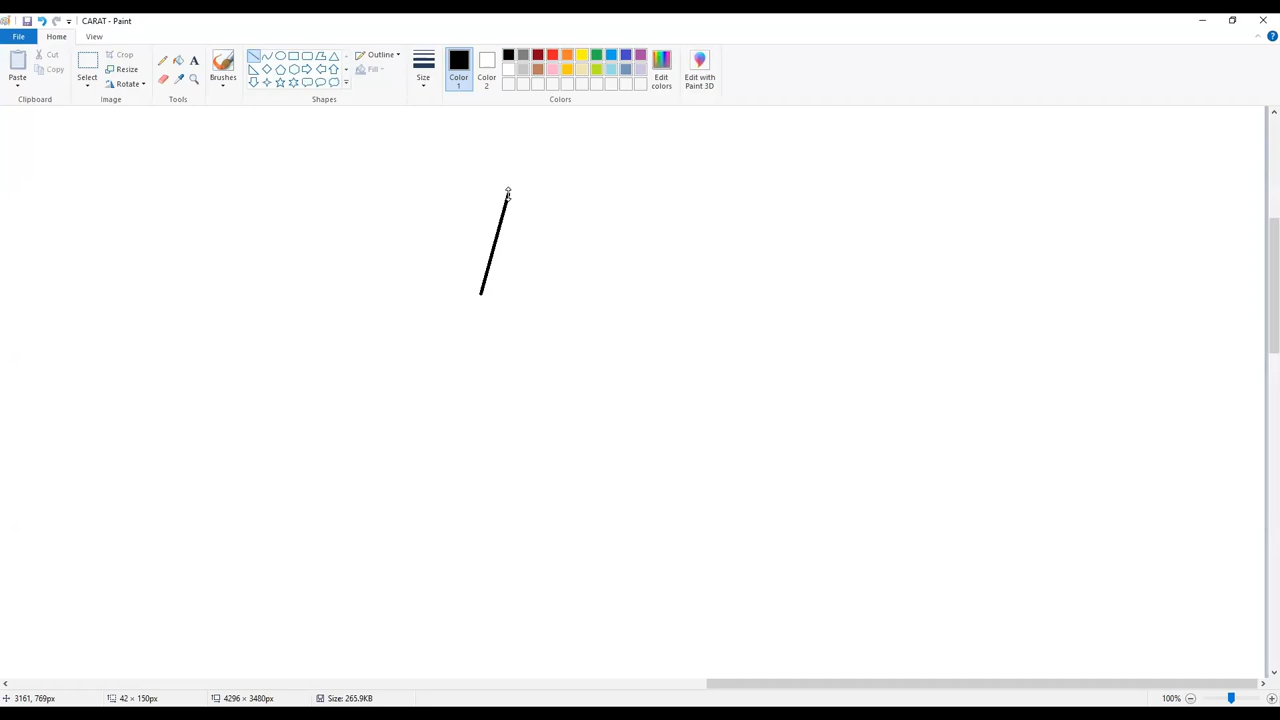 CARAT - Paint
File Home View
Paste
Cut
Copy
Clipboard
Select
Crop
Resize
Rotate
Image
A
Tools
Brushes
Outline
Fill
Shapes
Size
Color 1
Color 2
Edit colors
Colors
Edit with Paint 3D
3161, 769px
42 × 150px
4296 × 3480px
Size: 265.9KB
100%